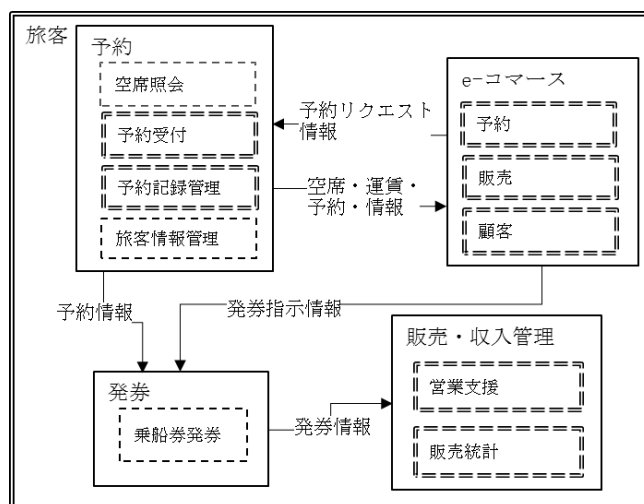 旅客
予約
空席照会
予約受付
予約記録管理
旅客情報管理
予約リクエスト
情報
空席・運賃・
予約・情報
e-コマース
予約
販売
顧客
予約情報
発券指示情報
発券
乗船券発券
発券情報
販売・収入管理
営業支援
販売統計